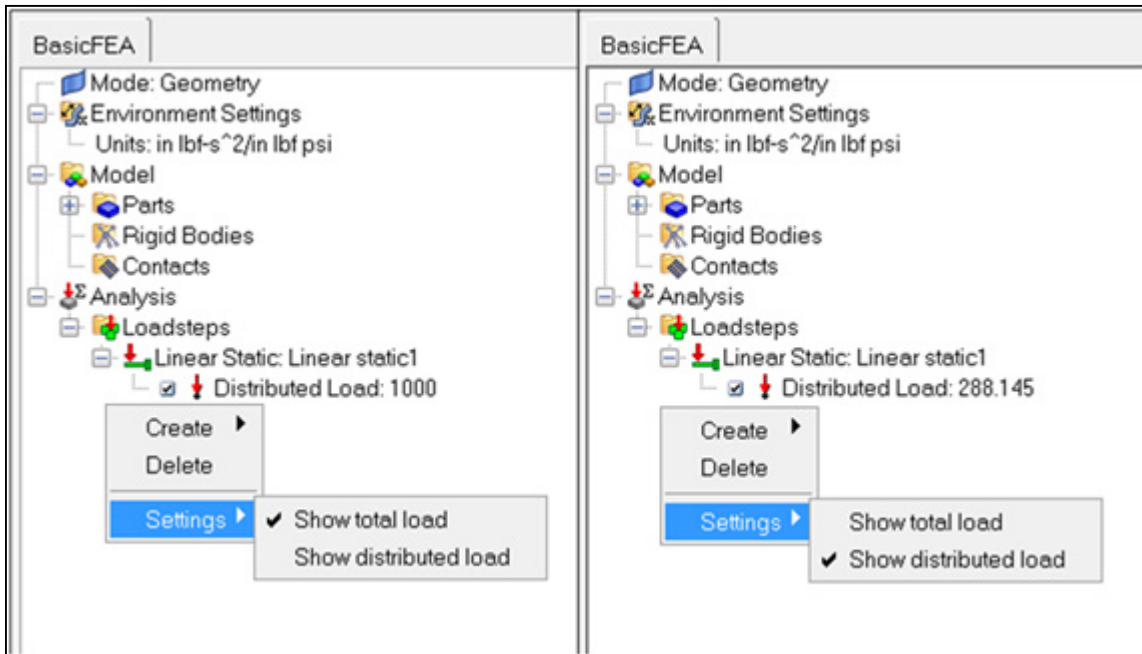 BasicFEA
Mode: Geometry
Environment Settings
Units: in lbf-s^2/in lbf psi
Model
Parts
Rigid Bodies
Contacts
Analysis
Loadsteps
Linear Static: Linear static1
Distributed Load: 1000
Create
Delete
Settings
Show total load
Show distributed load
BasicFEA
Mode: Geometry
Environment Settings
Units: in lbf-s^2/in lbf psi
Model
Parts
Rigid Bodies
Contacts
Analysis
Loadsteps
Linear Static: Linear static1
Distributed Load: 288.145
Create
Delete
Settings
Show total load
Show distributed load